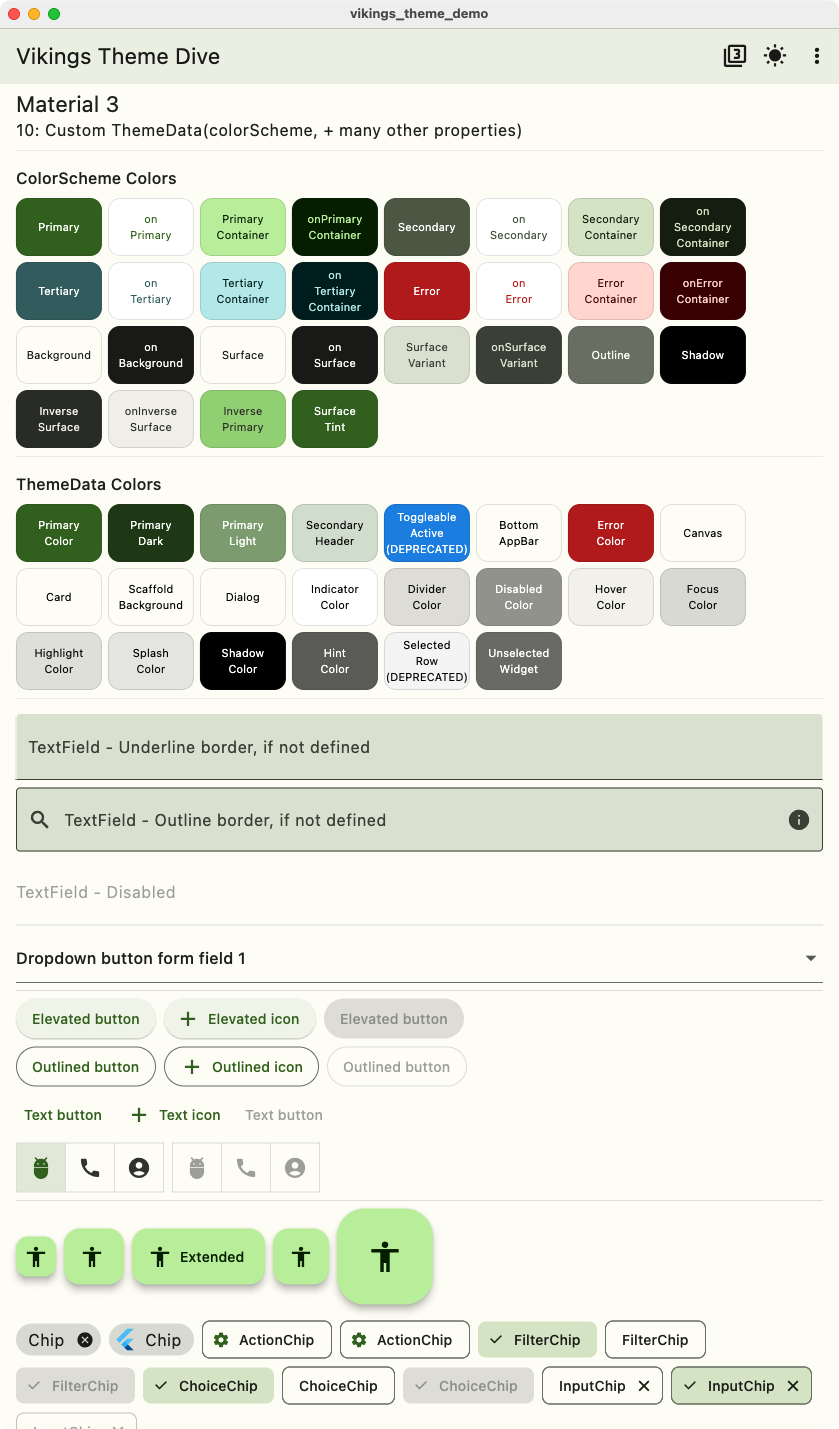 vikings_theme_demo
Vikings Theme Dive
3
Material 3
10: Custom ThemeData(colorScheme, + many other properties)
ColorScheme Colors
Primary
on
Primary
Primary
Container
onPrimary
Container
Secondary
on
Secondary
Secondary
Container
on
Secondary
Container
Tertiary
on
Tertiary
Tertiary
Container
on
Tertiary
Container
Error
on
Error
Error
Container
onError
Container
Background
on
Background
Surface
on
Surface
Surface
Variant
onSurface
Variant
Outline
Shadow
Inverse
Surface
onInverse
Surface
Inverse
Primary
Surface
Tint
ThemeData Colors
Primary
Color
Primary
Dark
Primary
Light
Secondary
Header
Toggleable
Active
(DEPRECATED)
Bottom
AppBar
Error
Color
Canvas
Card
Scaffold
Background
Dialog
Indicator
Color
Divider
Color
Disabled
Color
Hover
Color
Focus
Color
Highlight
Color
Splash
Color
Shadow
Color
Hint
Color
Selected
Row
(DEPRECATED)
Unselected
Widget
TextField - Underline border, if not defined
TextField - Outline border, if not defined
TextField - Disabled
Dropdown button form field 1
Elevated button
Elevated icon
Elevated button
Outlined button
Outlined icon
Outlined button
Text button
Text icon
Text button
Extended
Chip
Chip
ActionChip
ActionChip
FilterChip
FilterChip
FilterChip
ChoiceChip
ChoiceChip
ChoiceChip
InputChip
InputChip